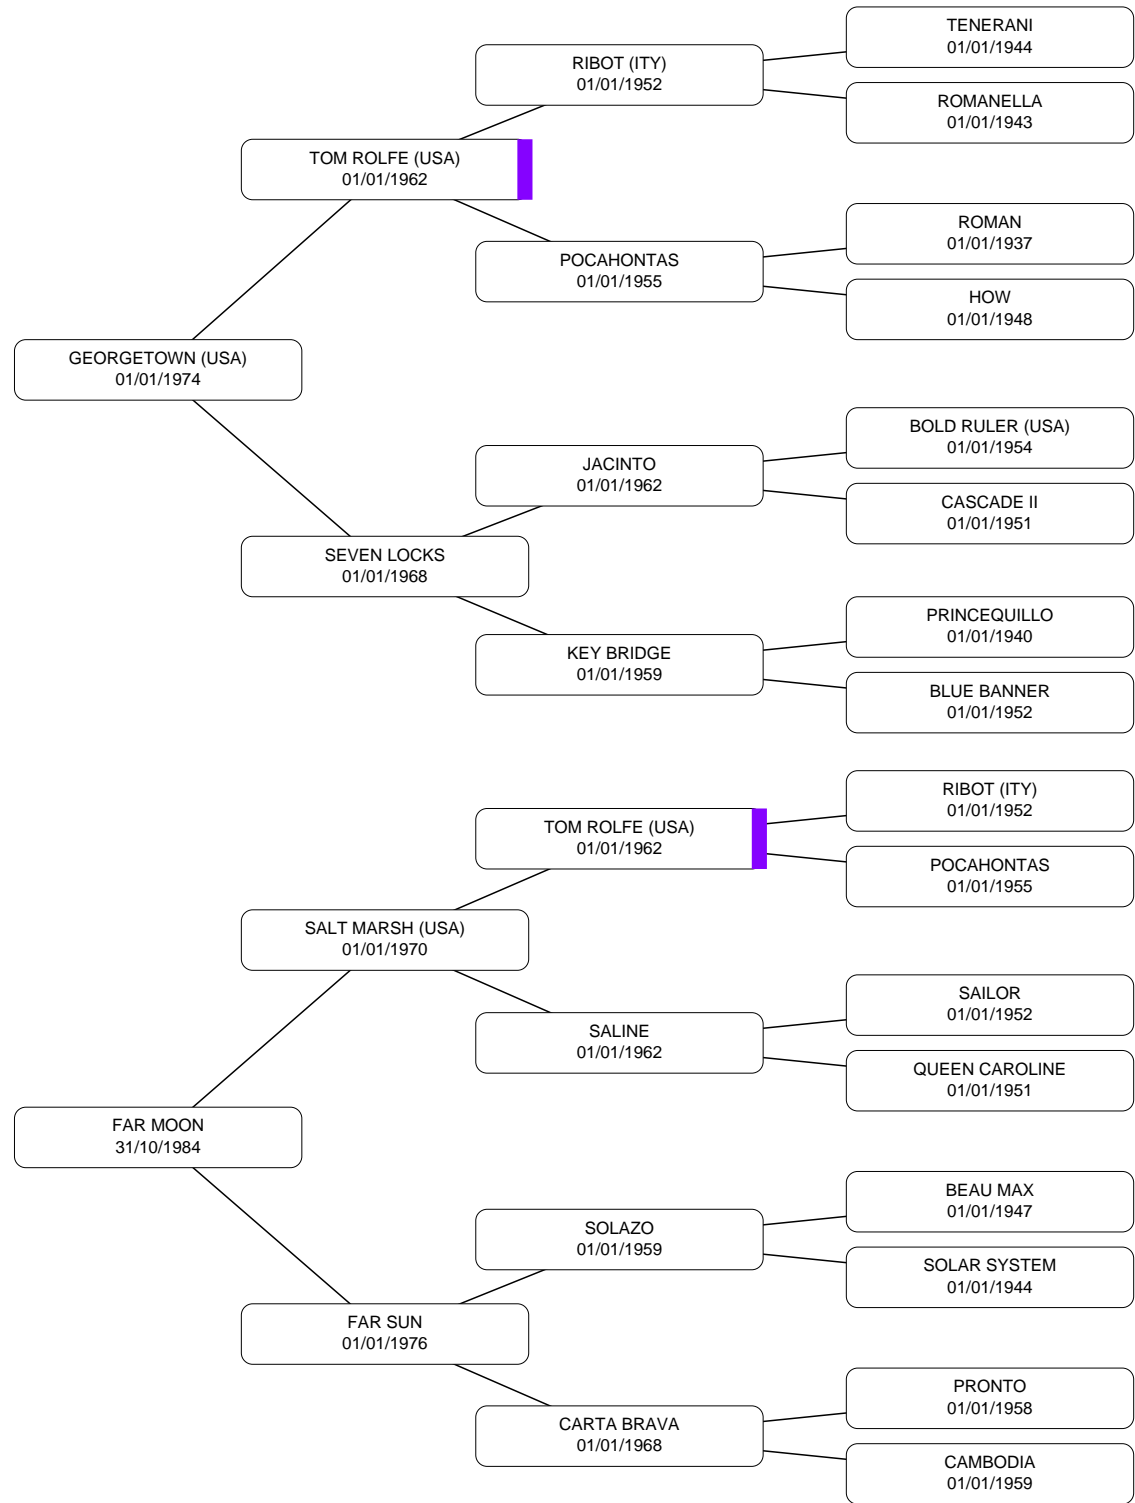 TENERANI
01/01/1944
RIBOT (ITY)
01/01/1952
ROMANELLA
01/01/1943
TOM ROLFE (USA)
01/01/1962
ROMAN
01/01/1937
POCAHONTAS
01/01/1955
HOW
01/01/1948
GEORGETOWN (USA)
01/01/1974
BOLD RULER (USA)
01/01/1954
JACINTO
01/01/1962
CASCADE II
01/01/1951
SEVEN LOCKS
01/01/1968
PRINCEQUILLO
01/01/1940
KEY BRIDGE
01/01/1959
BLUE BANNER
01/01/1952
RIBOT (ITY)
01/01/1952
TOM ROLFE (USA)
01/01/1962
POCAHONTAS
01/01/1955
SALT MARSH (USA)
01/01/1970
SAILOR
01/01/1952
SALINE
01/01/1962
QUEEN CAROLINE
01/01/1951
FAR MOON
31/10/1984
BEAU MAX
01/01/1947
SOLAZO
01/01/1959
SOLAR SYSTEM
01/01/1944
FAR SUN
01/01/1976
PRONTO
01/01/1958
CARTA BRAVA
01/01/1968
CAMBODIA
01/01/1959